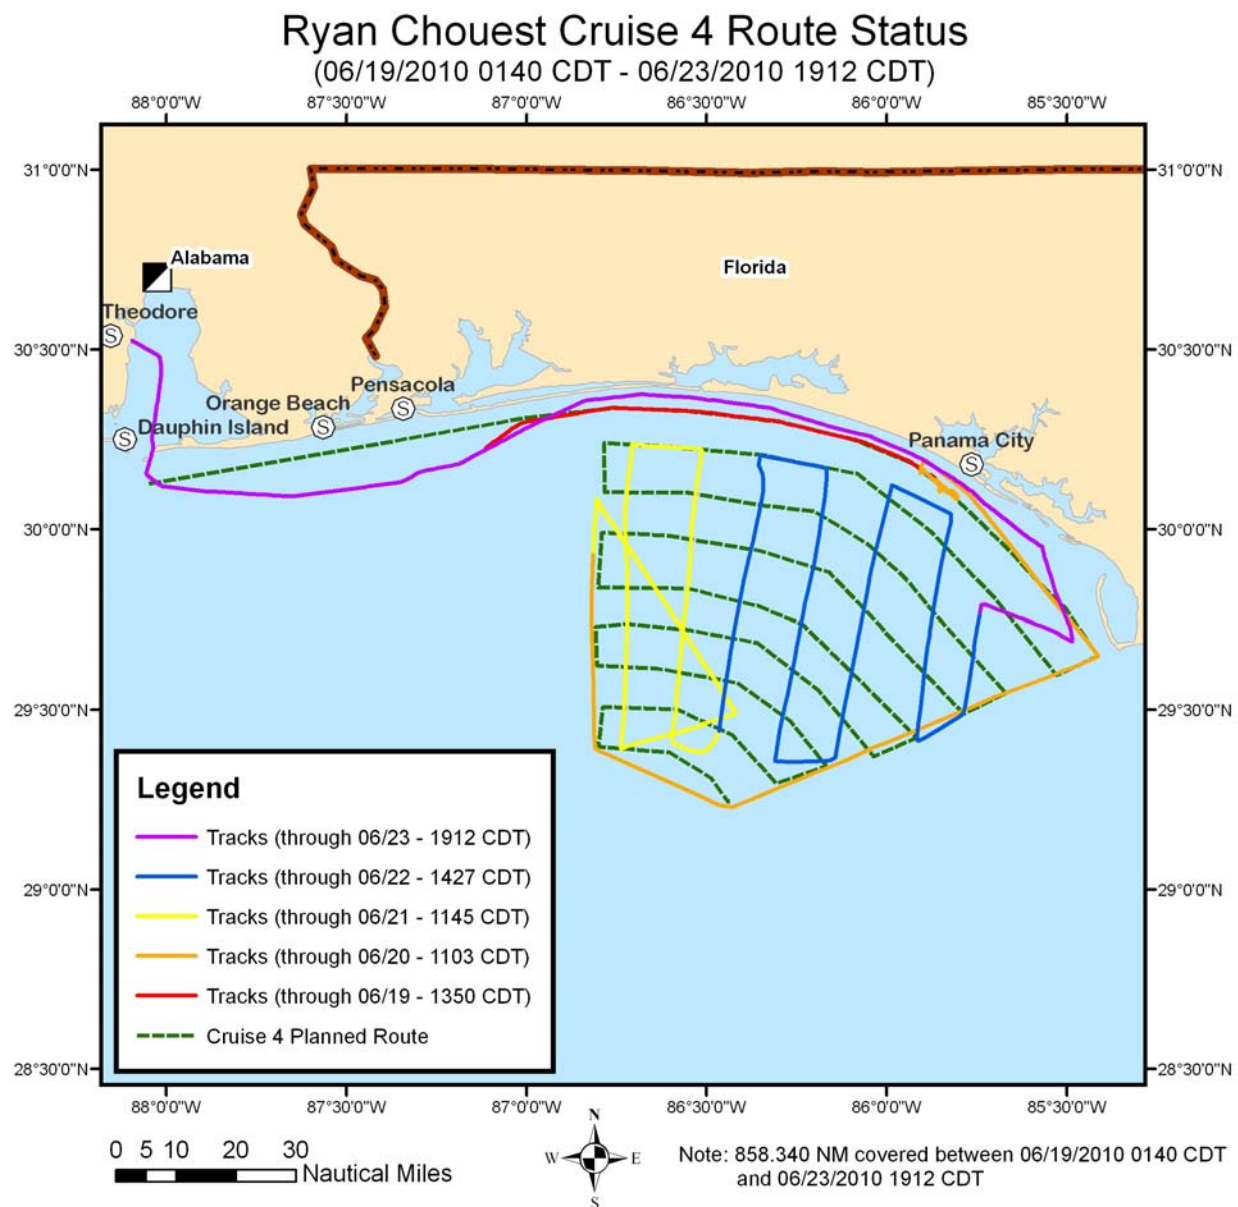 Ryan Chouest Cruise 4 Route Status
(06/19/2010 0140 CDT - 06/23/2010 1912 CDT)
88°0'0"W 87°30'0"W 87°0'0"W 86°30'0"W 86°0'0"W 85°30'0"W
31°0'0"N 31°0'0"N
Alabama
Florida
Theodore
S
30°30'0"N 30°30'0"N
Pensacola
S
Orange Beach
S
Dauphin Island
S
Panama City
S
30°0'0"N 30°0'0"N
29°30'0"N 29°30'0"N
Legend
Tracks (through 06/23 - 1912 CDT)
Tracks (through 06/22 - 1427 CDT)
29°0'0"N 29°0'0"N
Tracks (through 06/21 - 1145 CDT)
Tracks (through 06/20 - 1103 CDT)
Tracks (through 06/19 - 1350 CDT)
Cruise 4 Planned Route
28°30'0"N 28°30'0"N
88°0'0"W 87°30'0"W 87°0'0"W 86°30'0"W 86°0'0"W 85°30'0"W
0 5 10 20 30
Nautical Miles
N
W E
S
Note: 858.340 NM covered between 06/19/2010 0140 CDT
and 06/23/2010 1912 CDT